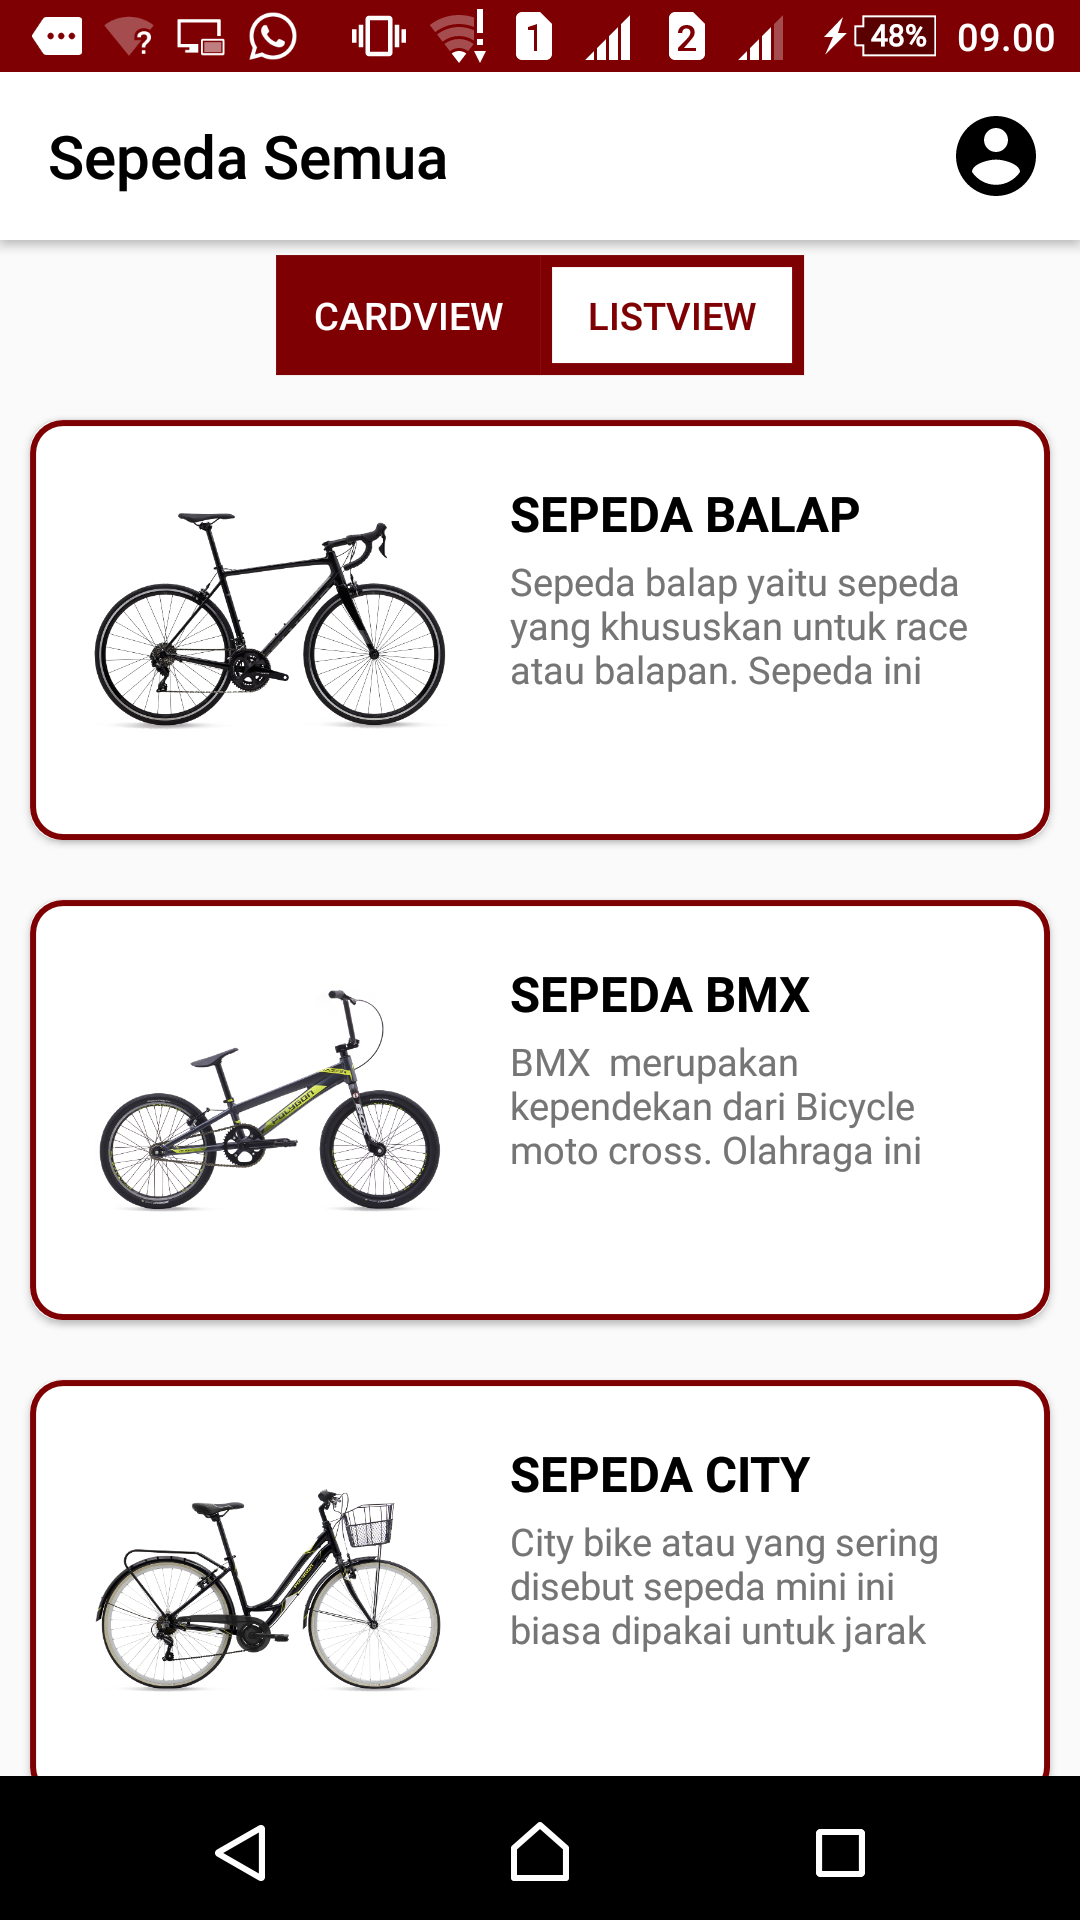 ? 1 2 48% 09.00
Sepeda Semua
CARDVIEW LISTVIEW
SEPEDA BALAP
Sepeda balap yaitu sepeda
yang khususkan untuk race
atau balapan. Sepeda ini
SEPEDA BMX
BMX  merupakan
kependekan dari Bicycle
moto cross. Olahraga ini
POLYGON
SEPEDA CITY
City bike atau yang sering
disebut sepeda mini ini
biasa dipakai untuk jarak